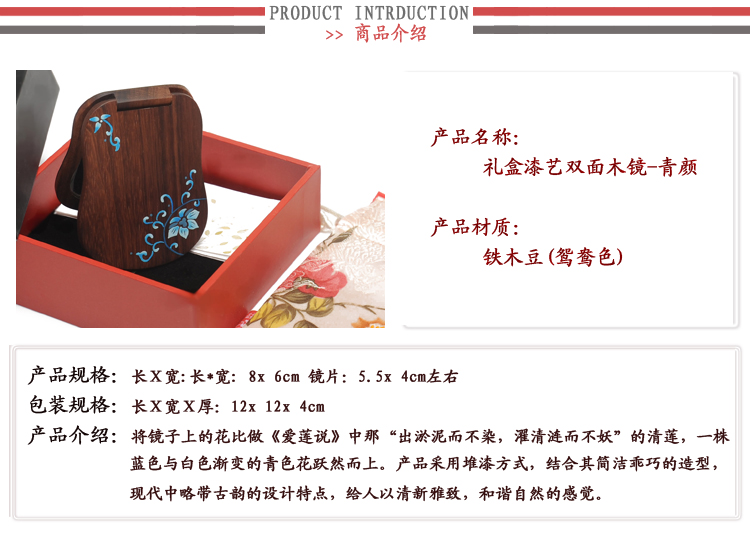 PRODUCT INTRDUCTION
>> 商品介绍
产品名称:
礼盒漆艺双面木镜-青颜
产品材质:
铁木豆(鸳鸯色)
产品规格: 长X宽:长*宽: 8x 6cm 镜片: 5.5x 4cm左右
包装规格: 长X宽X厚: 12x 12x 4cm
产品介绍: 将镜子上的花比做《爱莲说》中那“出淤泥而不染，濯清涟而不妖”的清莲，一株
蓝色与白色渐变的青色花跃然而上。产品采用堆漆方式，结合其简洁乖巧的造型，
现代中略带古韵的设计特点，给人以清新雅致，和谐自然的感觉。